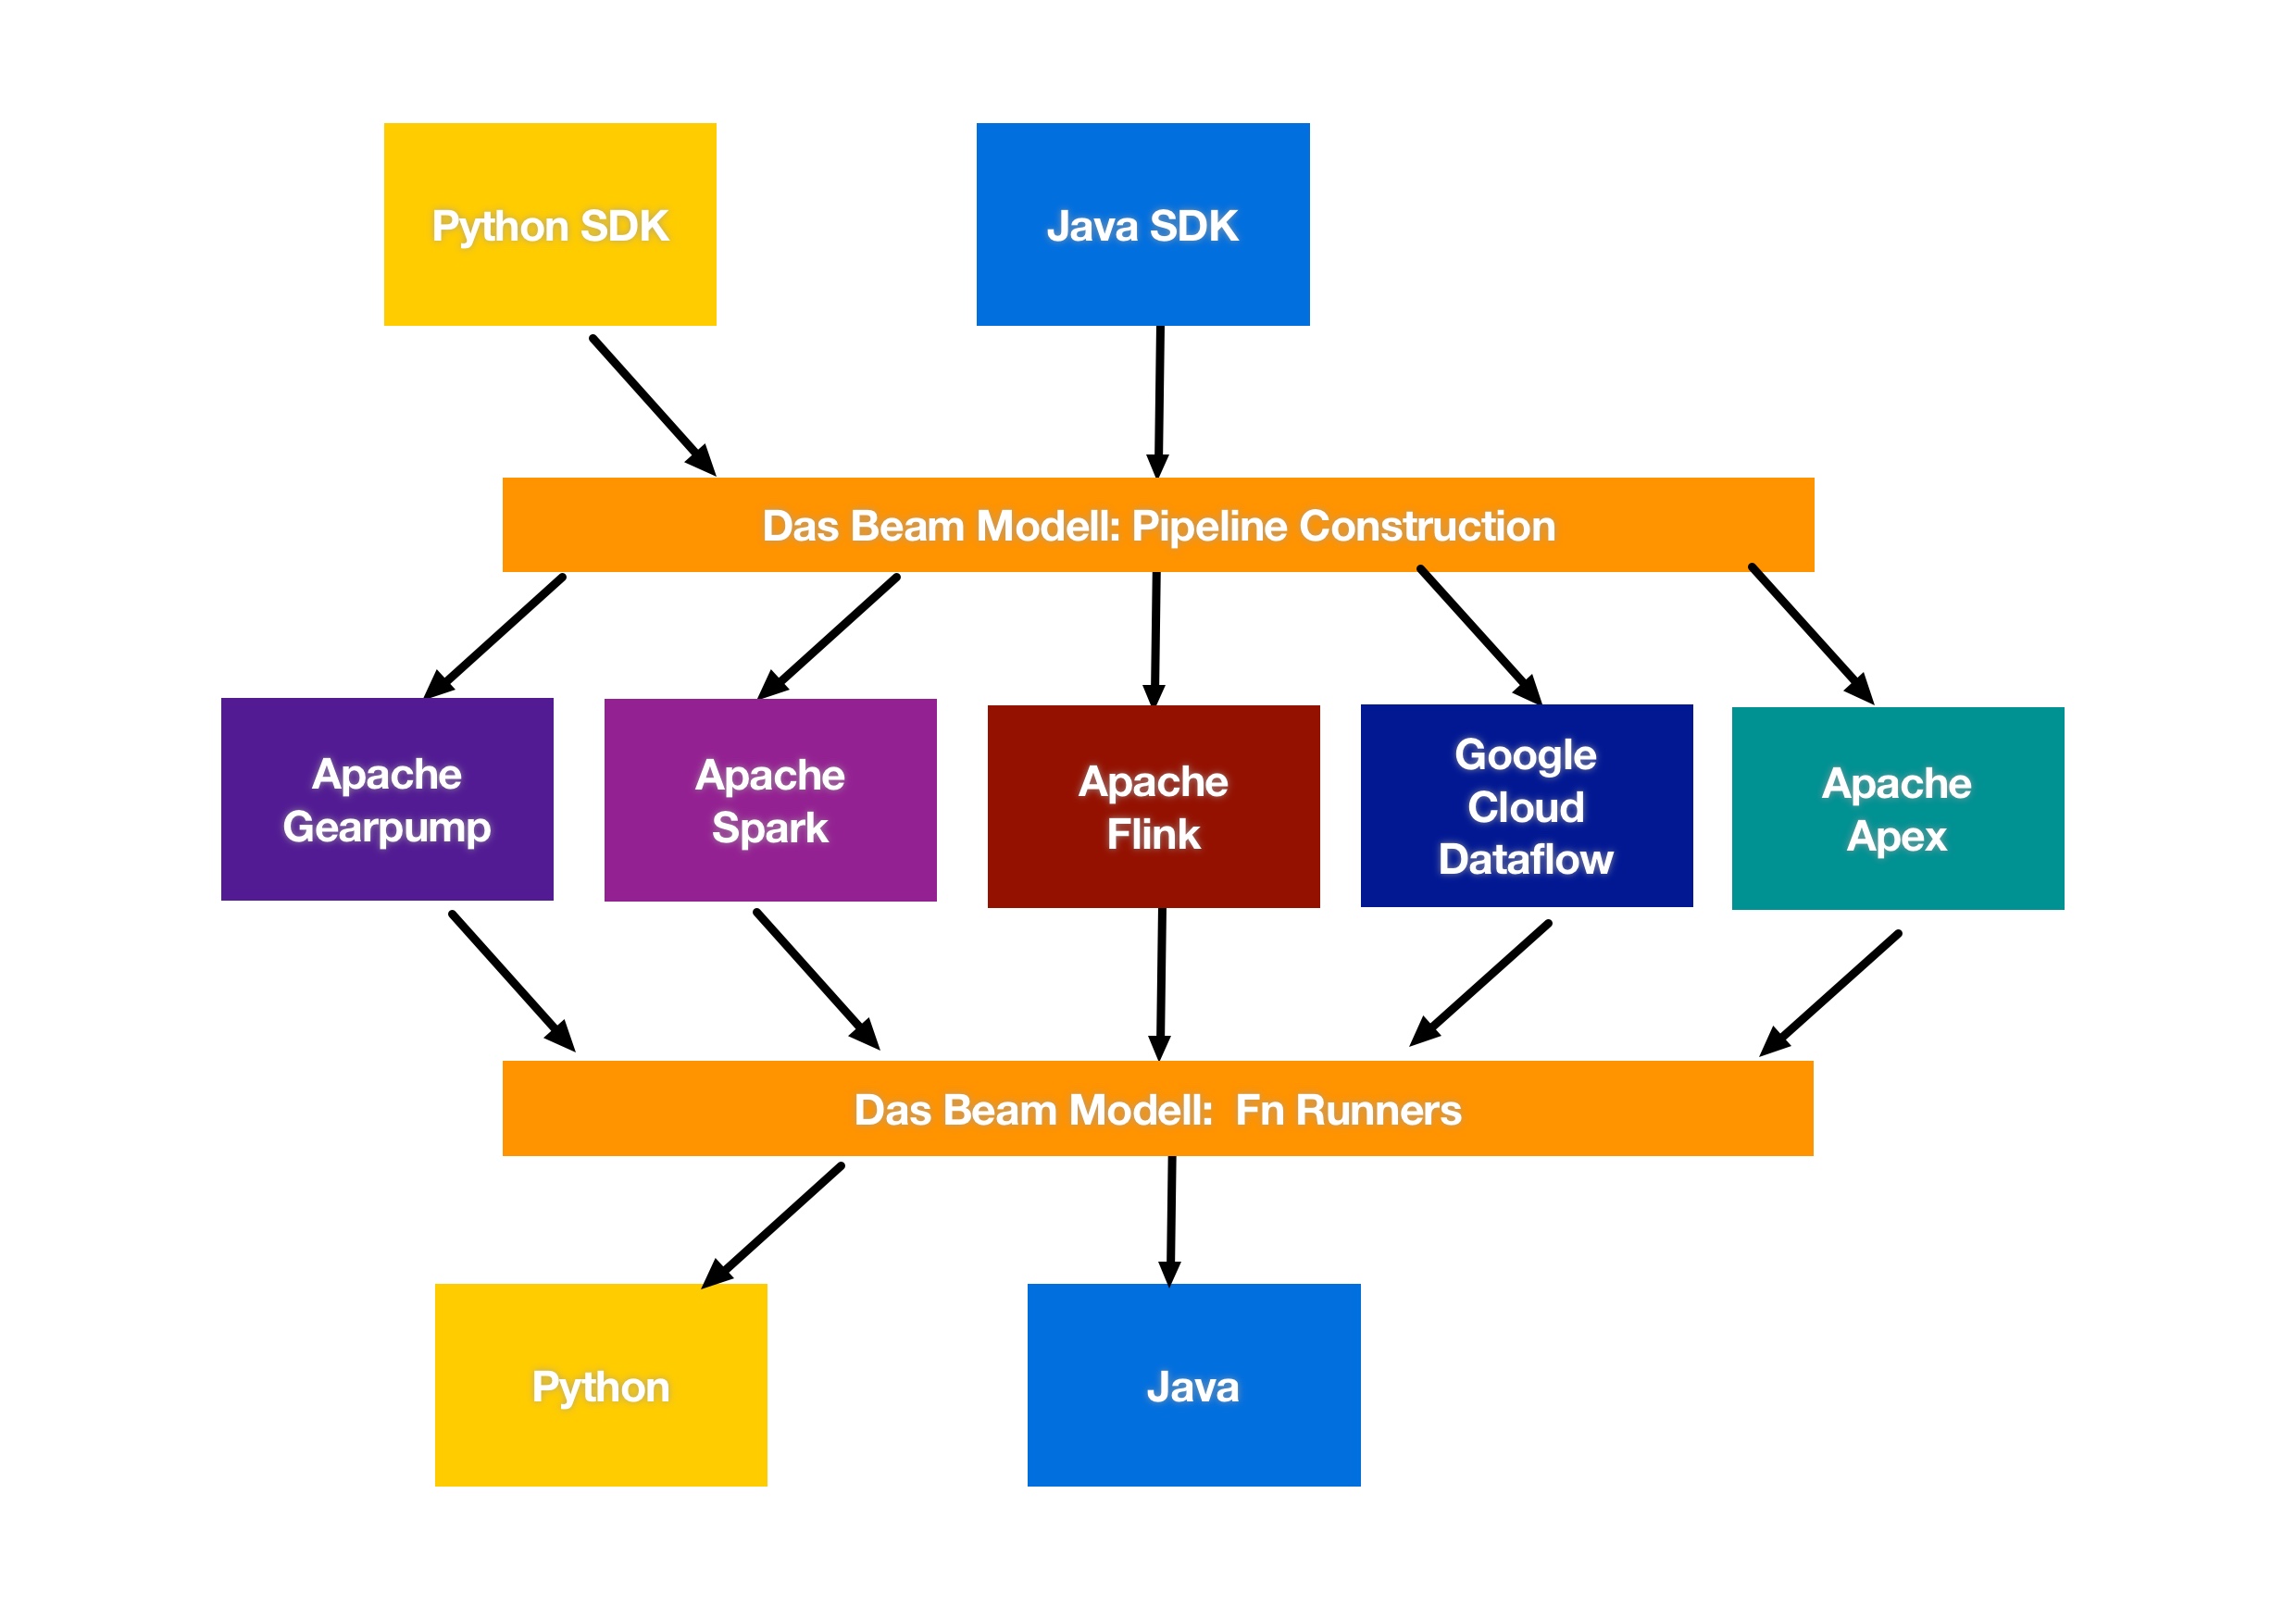 Python SDK
Java SDK
Das Beam Modell: Pipeline Construction
Apache
Gearpump
Apache
Spark
Apache
Flink
Google
Cloud
Dataflow
Apache
Apex
Das Beam Modell:  Fn Runners
Python
Java